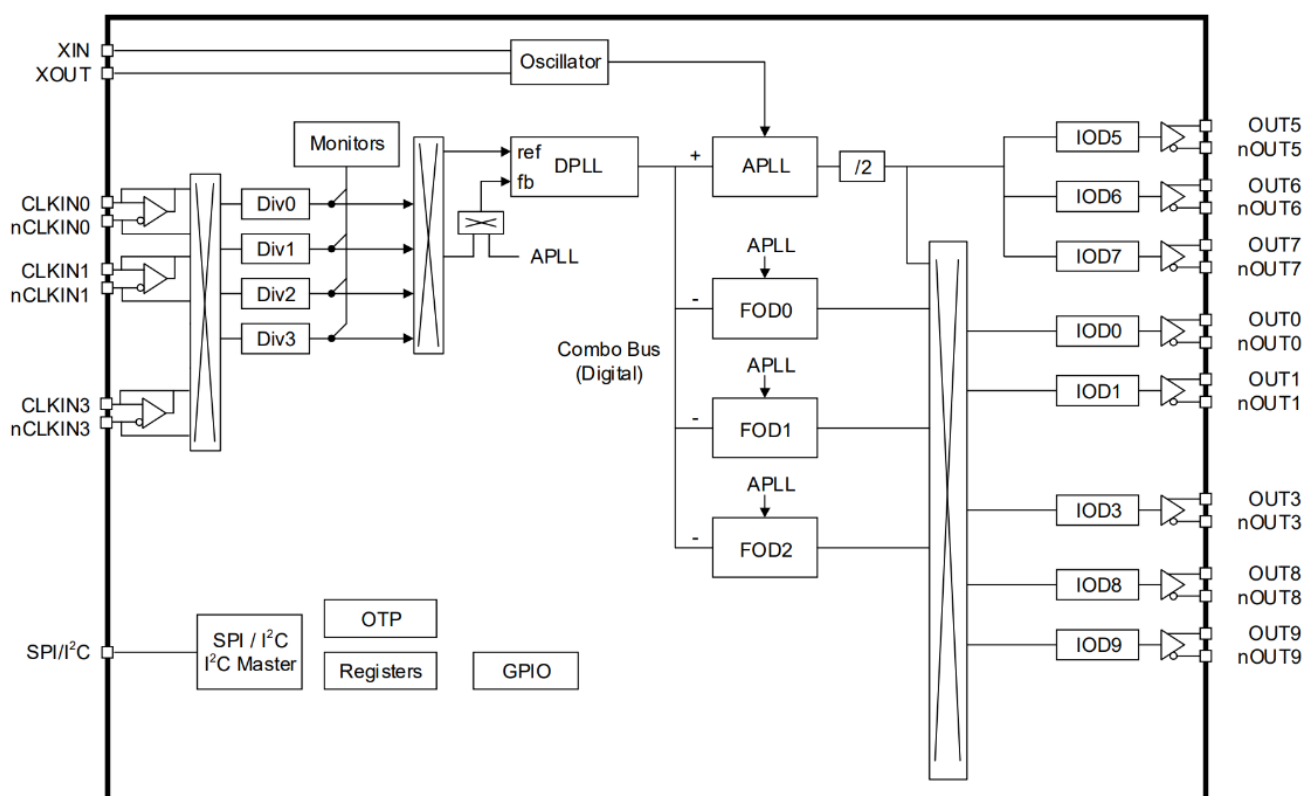 XIN
XOUT
Oscillator
Monitors
ref
fb
DPLL
+
APLL
/2
IOD5
OUT5
nOUT5
IOD6
OUT6
nOUT6
IOD7
OUT7
nOUT7
CLKIN0
nCLKIN0
CLKIN1
nCLKIN1
CLKIN3
nCLKIN3
Div0
Div1
Div2
Div3
APLL
APLL
-
FOD0
Combo Bus
(Digital)
APLL
-
FOD1
APLL
-
FOD2
IOD0
OUT0
nOUT0
IOD1
OUT1
nOUT1
IOD3
OUT3
nOUT3
IOD8
OUT8
nOUT8
IOD9
OUT9
nOUT9
SPI/I²C
SPI / I²C
I²C Master
OTP
Registers
GPIO